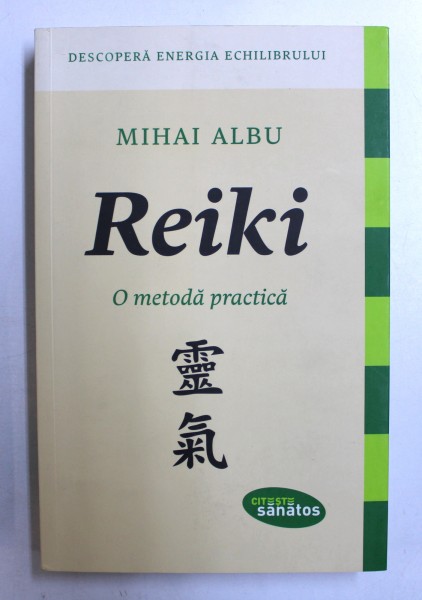 DESCOPERĂ ENERGIA ECHILIBRULUI
MIHAI ALBU
Reiki
O metodă practică
靈
氣
CITEȘTE
sănătos